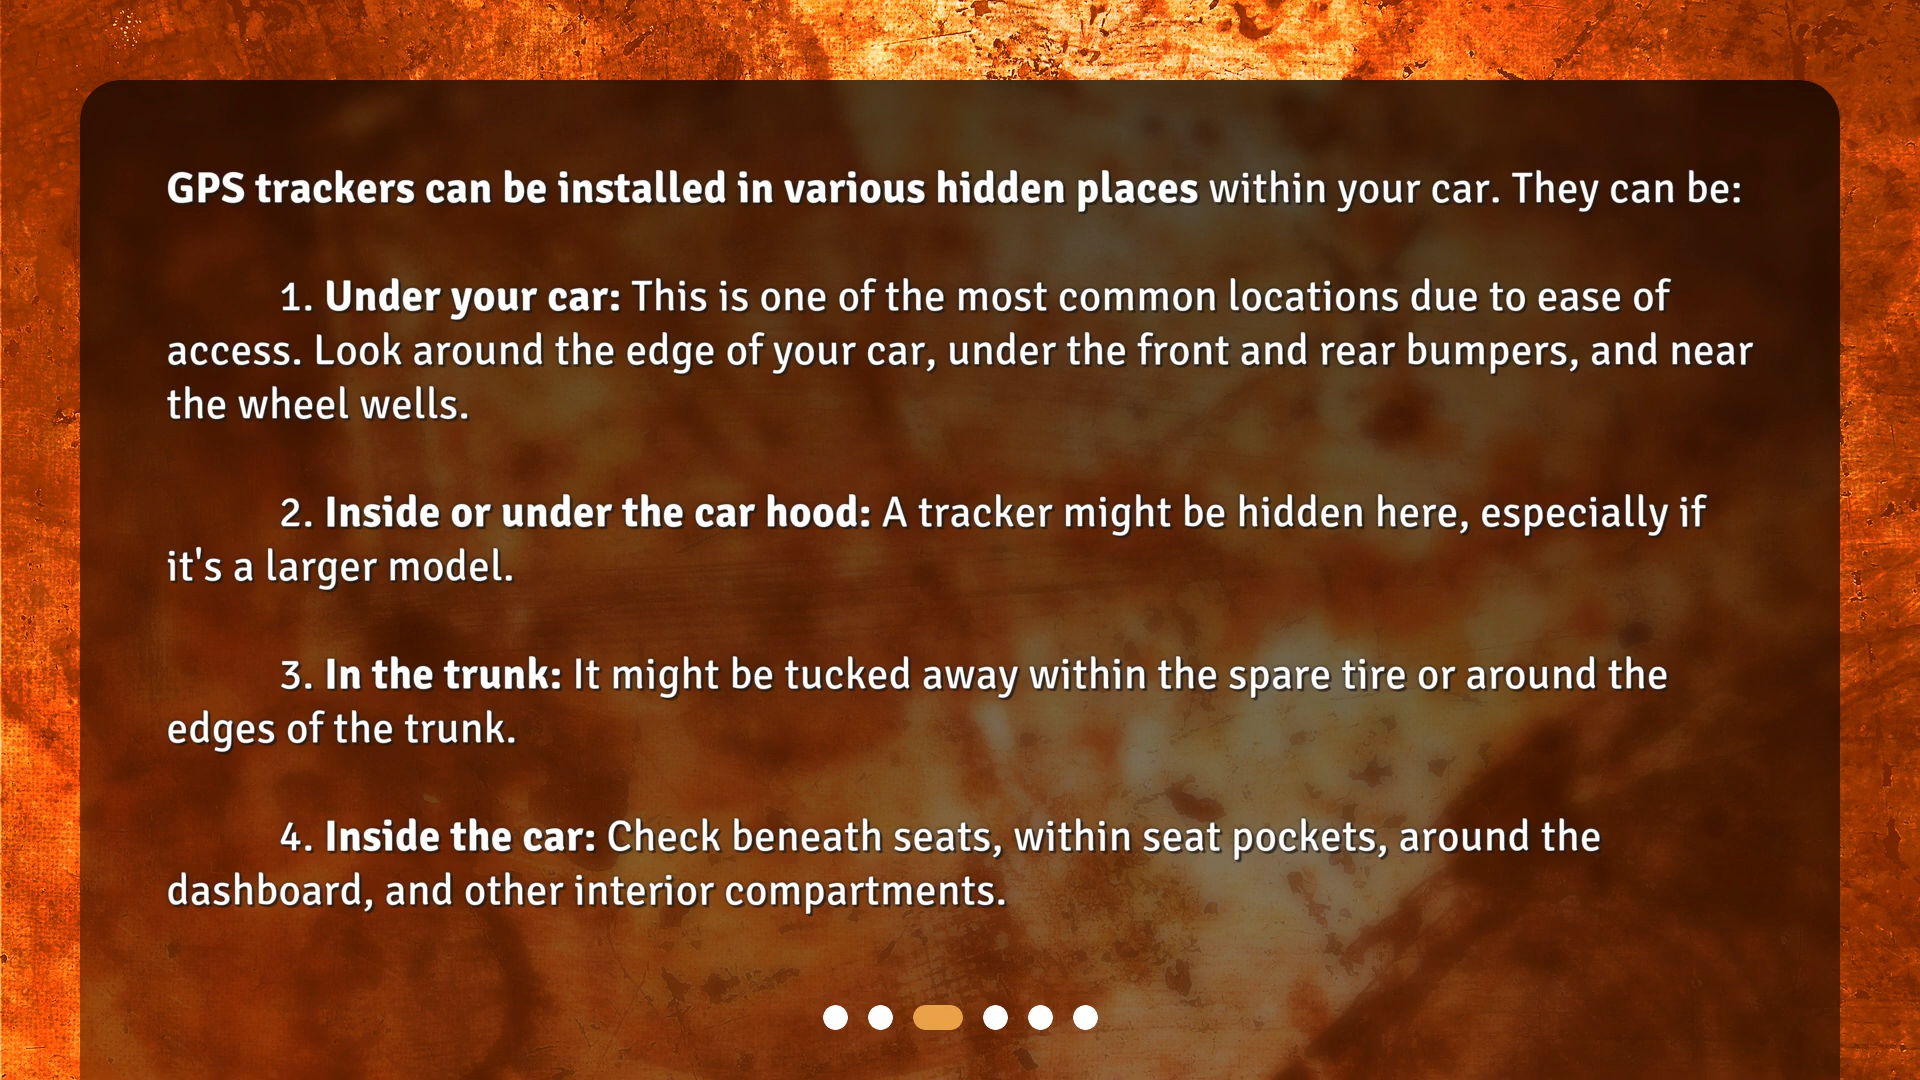 GPS trackers can be installed in various hidden places within your car. They can be:
1. Under your car: This is one of the most common locations due to ease of
access. Look around the edge of your car, under the front and rear bumpers, and near
the wheel wells.
2. Inside or under the car hood: A tracker might be hidden here, especially if
it's a larger model.
3. In the trunk: It might be tucked away within the spare tire or around the
edges of the trunk.
4. Inside the car: Check beneath seats, within seat pockets, around the
dashboard, and other interior compartments.